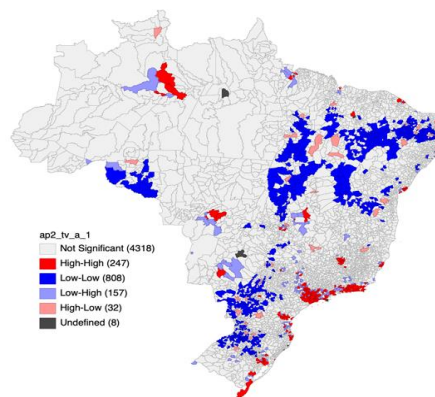 ap2_tv_a_1
Not Significant (4318)
High-High (247)
Low-Low (808)
Low-High (157)
High-Low (32)
Undefined (8)